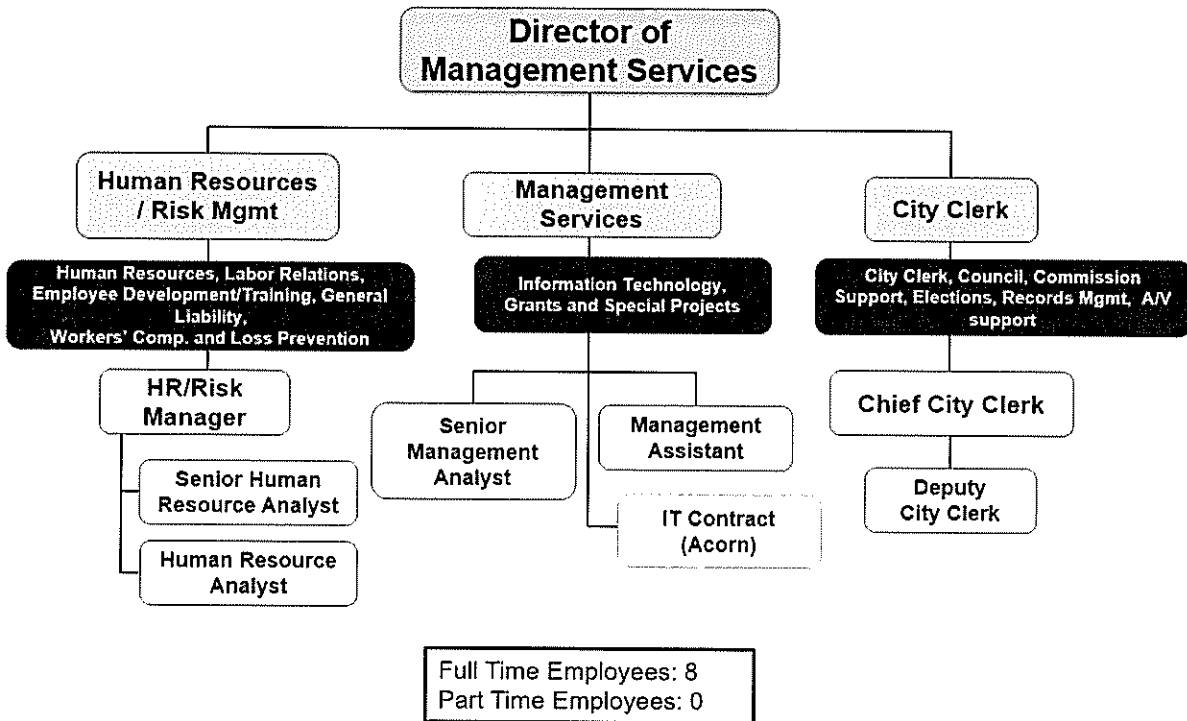 Director of
Management Services
Human Resources
/ Risk Mgmt
Management
Services
City Clerk
Human Resources, Labor Relations,
Employee Development/Training, General
Liability,
Workers' Comp. and Loss Prevention
Information Technology,
Grants and Special Projects
City Clerk, Council, Commission
Support, Elections, Records Mgmt, A/V
support
HR/Risk
Manager
Senior
Management
Analyst
Management
Assistant
Chief City Clerk
Senior Human
Resource Analyst
IT Contract
(Acorn)
Deputy
City Clerk
Human Resource
Analyst
Full Time Employees: 8
Part Time Employees: 0